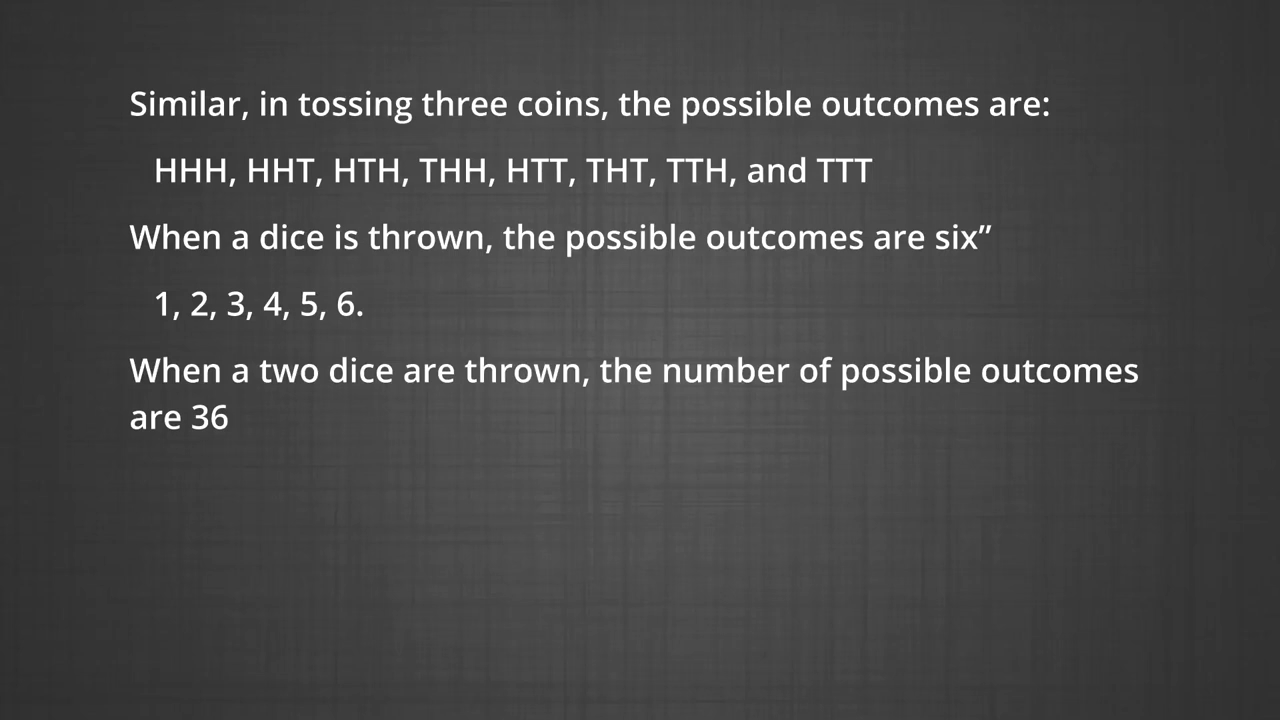 Similar, in tossing three coins, the possible outcomes are:
HHH, HHT, HTH, THH, HTT, THT, TTH, and TTT
When a dice is thrown, the possible outcomes are six”
1, 2, 3, 4, 5, 6.
When a two dice are thrown, the number of possible outcomes
are 36